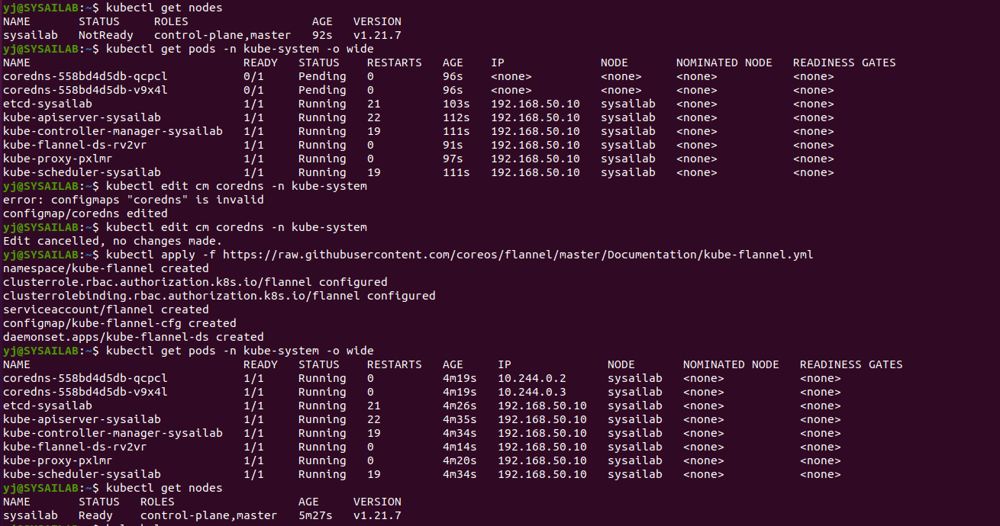 yj@SYSAILAB:~$ kubectl get nodes
NAME STATUS ROLES AGE VERSION
sysailab NotReady control-plane,master 92s v1.21.7
yj@SYSAILAB:~$ kubectl get pods -n kube-system -o wide
NAME READY STATUS RESTARTS AGE IP NODE NOMINATED NODE READINESS GATES
coredns-558bd4d5db-qcpcl 0/1 Pending 0 96s <none> <none> <none> <none>
coredns-558bd4d5db-v9x4l 0/1 Pending 0 96s <none> <none> <none> <none>
etcd-sysailab 1/1 Running 21 103s 192.168.50.10 sysailab <none> <none>
kube-apiserver-sysailab 1/1 Running 22 112s 192.168.50.10 sysailab <none> <none>
kube-controller-manager-sysailab 1/1 Running 19 111s 192.168.50.10 sysailab <none> <none>
kube-flannel-ds-rv2vr 1/1 Running 0 91s 192.168.50.10 sysailab <none> <none>
kube-proxy-pxlmr 1/1 Running 0 97s 192.168.50.10 sysailab <none> <none>
kube-scheduler-sysailab 1/1 Running 19 111s 192.168.50.10 sysailab <none> <none>
yj@SYSAILAB:~$ kubectl edit cm coredns -n kube-system
error: configmaps "coredns" is invalid
configmap/coredns edited
yj@SYSAILAB:~$ kubectl edit cm coredns -n kube-system
Edit cancelled, no changes made.
yj@SYSAILAB:~$ kubectl apply -f https://raw.githubusercontent.com/coreos/flannel/master/Documentation/kube-flannel.yml
namespace/kube-flannel created
clusterrole.rbac.authorization.k8s.io/flannel configured
clusterrolebinding.rbac.authorization.k8s.io/flannel configured
serviceaccount/flannel created
configmap/kube-flannel-cfg created
daemonset.apps/kube-flannel-ds created
yj@SYSAILAB:~$ kubectl get pods -n kube-system -o wide
NAME READY STATUS RESTARTS AGE IP NODE NOMINATED NODE READINESS GATES
coredns-558bd4d5db-qcpcl 1/1 Running 0 4m19s 10.244.0.2 sysailab <none> <none>
coredns-558bd4d5db-v9x4l 1/1 Running 0 4m19s 10.244.0.3 sysailab <none> <none>
etcd-sysailab 1/1 Running 21 4m26s 192.168.50.10 sysailab <none> <none>
kube-apiserver-sysailab 1/1 Running 22 4m35s 192.168.50.10 sysailab <none> <none>
kube-controller-manager-sysailab 1/1 Running 19 4m34s 192.168.50.10 sysailab <none> <none>
kube-flannel-ds-rv2vr 1/1 Running 0 4m14s 192.168.50.10 sysailab <none> <none>
kube-proxy-pxlmr 1/1 Running 0 4m20s 192.168.50.10 sysailab <none> <none>
kube-scheduler-sysailab 1/1 Running 19 4m34s 192.168.50.10 sysailab <none> <none>
yj@SYSAILAB:~$ kubectl get nodes
NAME STATUS ROLES AGE VERSION
sysailab Ready control-plane,master 5m27s v1.21.7